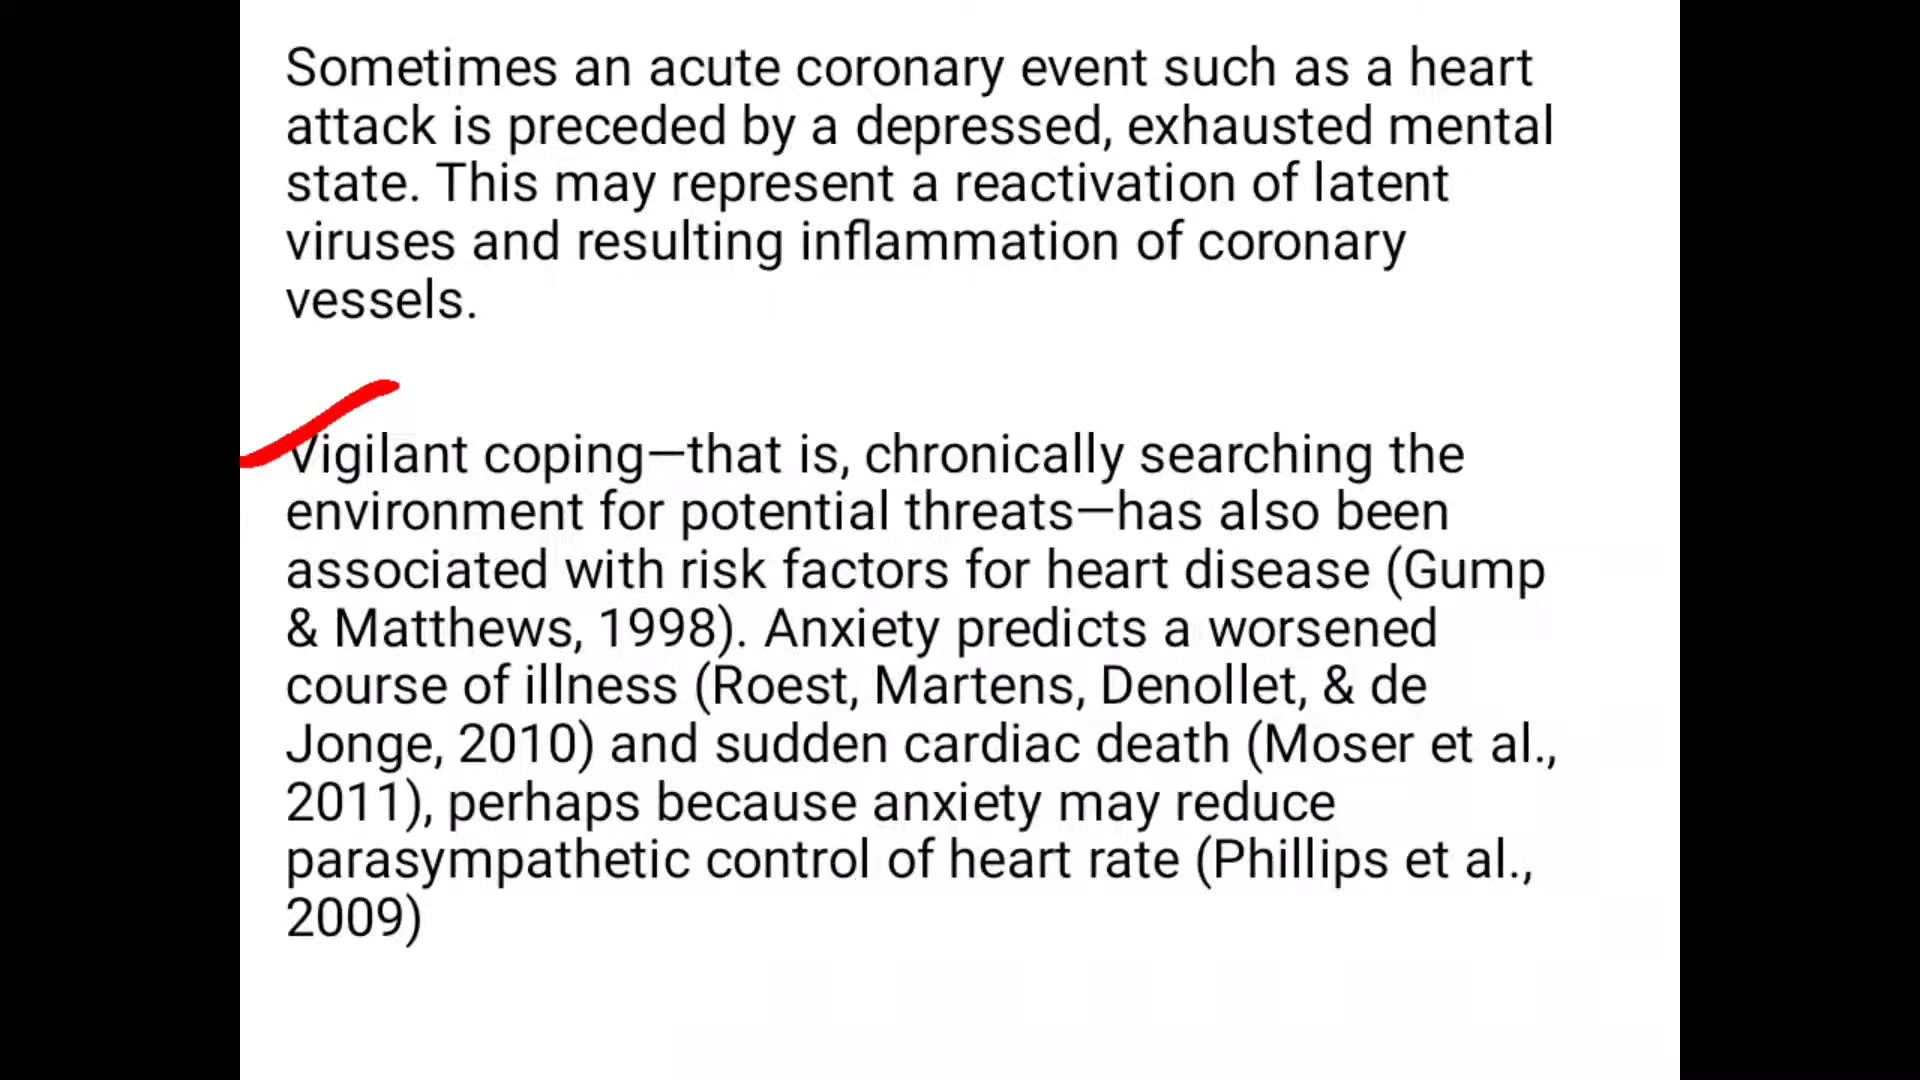 Sometimes an acute coronary event such as a heart
attack is preceded by a depressed, exhausted mental
state. This may represent a reactivation of latent
viruses and resulting inflammation of coronary
vessels.
Vigilant coping—that is, chronically searching the
environment for potential threats—has also been
associated with risk factors for heart disease (Gump
& Matthews, 1998). Anxiety predicts a worsened
course of illness (Roest, Martens, Denollet, & de
Jonge, 2010) and sudden cardiac death (Moser et al.,
2011), perhaps because anxiety may reduce
parasympathetic control of heart rate (Phillips et al.,
2009)